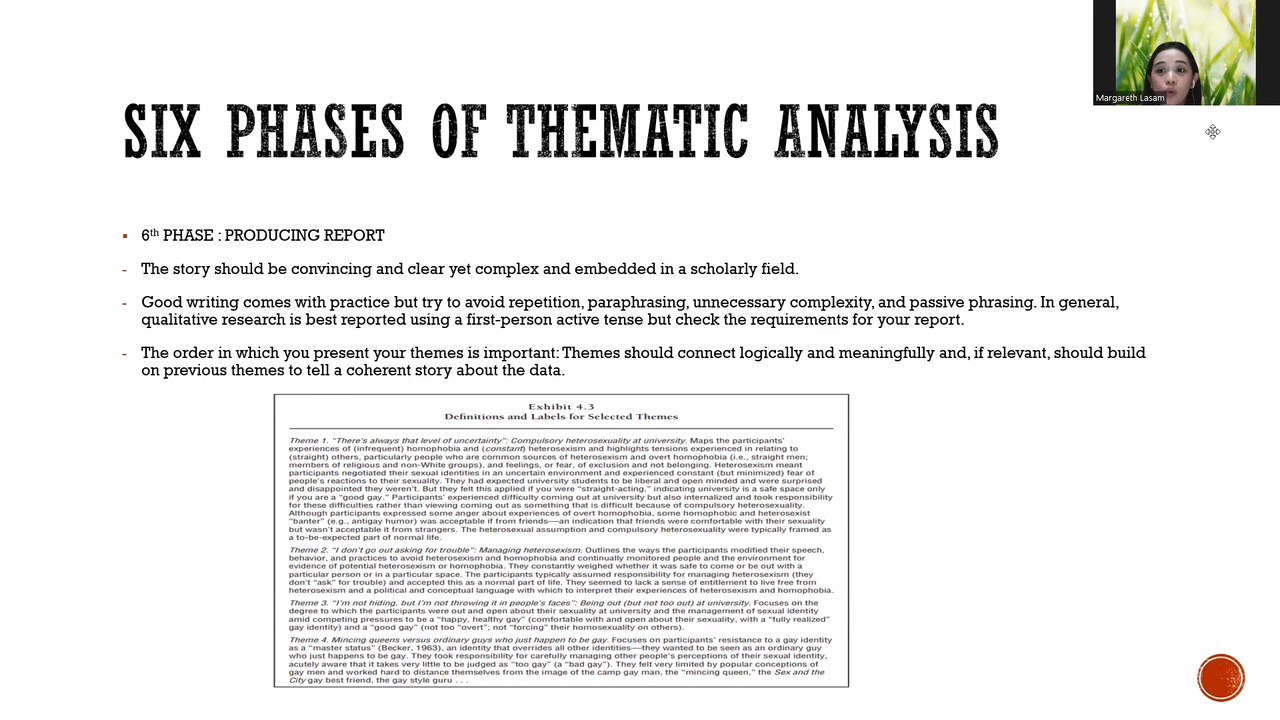 Margareth Lasam
SIX PHASES OF THEMATIC ANALYSIS
▪ 6th PHASE : PRODUCING REPORT
- The story should be convincing and clear yet complex and embedded in a scholarly field.
- Good writing comes with practice but try to avoid repetition, paraphrasing, unnecessary complexity, and passive phrasing. In general,
qualitative research is best reported using a first-person active tense but check the requirements for your report.
- The order in which you present your themes is important: Themes should connect logically and meaningfully and, if relevant, should build
on previous themes to tell a coherent story about the data.
Exhibit 4.3
Definitions and Labels for Selected Themes
Theme 1. “There’s always that level of uncertainty”: Compulsory heterosexuality at university. Maps the participants’
experiences of (infrequent) homophobia and (constant) heterosexism and highlights tensions experienced in relating to
(straight) others, particularly people who are common sources of heterosexism and overt homophobia (i.e., straight men;
members of religious and non-White groups), and feelings, or fear, of exclusion and not belonging. Heterosexism meant
participants negotiated their sexual identities in an uncertain environment and experienced constant (but minimized) fear of
people’s reactions to their sexuality. They had expected university students to be liberal and open minded and were surprised
and disappointed they weren’t. But they felt this applied if you were “straight-acting,” indicating university is a safe space only
if you are a “good gay.” Participants’ experienced difficulty coming out at university but also internalized and took responsibility
for these difficulties rather than viewing coming out as something that is difficult because of compulsory heterosexuality.
Although participants expressed some anger about experiences of overt homophobia, some homophobic and heterosexist
“banter” (e.g., antigay humor) was acceptable if from friends—an indication that friends were comfortable with their sexuality
but wasn’t acceptable it from strangers. The heterosexual assumption and compulsory heterosexuality were typically framed as
a to-be-expected part of normal life.
Theme 2. “I don’t go out asking for trouble”: Managing heterosexism. Outlines the ways the participants modified their speech,
behavior, and practices to avoid heterosexism and homophobia and continually monitored people and the environment for
evidence of potential heterosexism or homophobia. They constantly weighed whether it was safe to come or be out with a
particular person or in a particular space. The participants typically assumed responsibility for managing heterosexism (they
don’t “ask” for trouble) and accepted this as a normal part of life. They seemed to lack a sense of entitlement to live free from
heterosexism and a political and conceptual language with which to interpret their experiences of heterosexism and homophobia.
Theme 3. “I’m not hiding, but I’m not throwing it in people’s faces”: Being out (but not too out) at university. Focuses on the
degree to which the participants were out and open about their sexuality at university and the management of sexual identity
amid competing pressures to be a “happy, healthy gay” (comfortable with and open about their sexuality, with a “fully realized”
gay identity) and a “good gay” (not too “overt”; not “forcing” their homosexuality on others).
Theme 4. Mincing queens versus ordinary guys who just happen to be gay. Focuses on participants’ resistance to a gay identity
as a “master status” (Becker, 1963), an identity that overrides all other identities—they wanted to be seen as an ordinary guy
who just happens to be gay. They took responsibility for carefully managing other people’s perceptions of their sexual identity,
acutely aware that it takes very little to be judged as “too gay” (a “bad gay”). They felt very limited by popular conceptions of
gay men and worked hard to distance themselves from the image of the camp gay man, the “mincing queen,” the Sex and the
City gay best friend, the gay style guru . . .